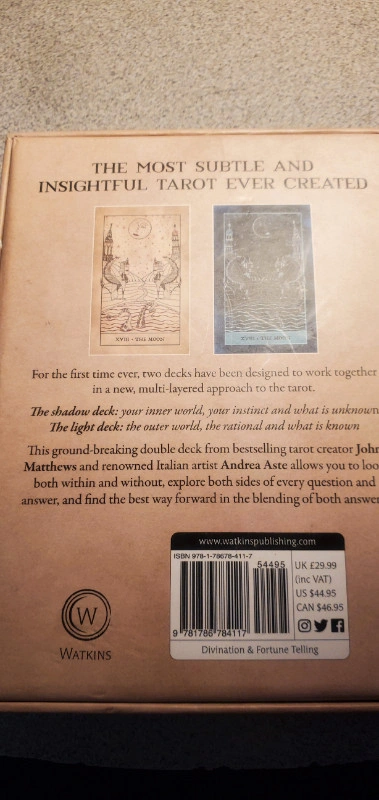 THE MOST SUBTLE AND
INSIGHTFUL TAROT EVER CREATED
XVIII · THE MOON
XVIII · THE MOON
For the first time ever, two decks have been designed to work together
in a new, multi-layered approach to the tarot.
The shadow deck: your inner world, your instinct and what is unknown
The light deck: the outer world, the rational and what is known
This ground-breaking double deck from bestselling tarot creator John
Matthews and renowned Italian artist Andrea Aste allows you to loo
both within and without, explore both sides of every question and
answer, and find the best way forward in the blending of both answer
www.watkinspublishing.com
ISBN 978-1-78678-411-7
54495
9 781786 784117
UK £29.99
(inc VAT)
US $44.95
CAN $46.95
Divination & Fortune Telling
W
WATKINS